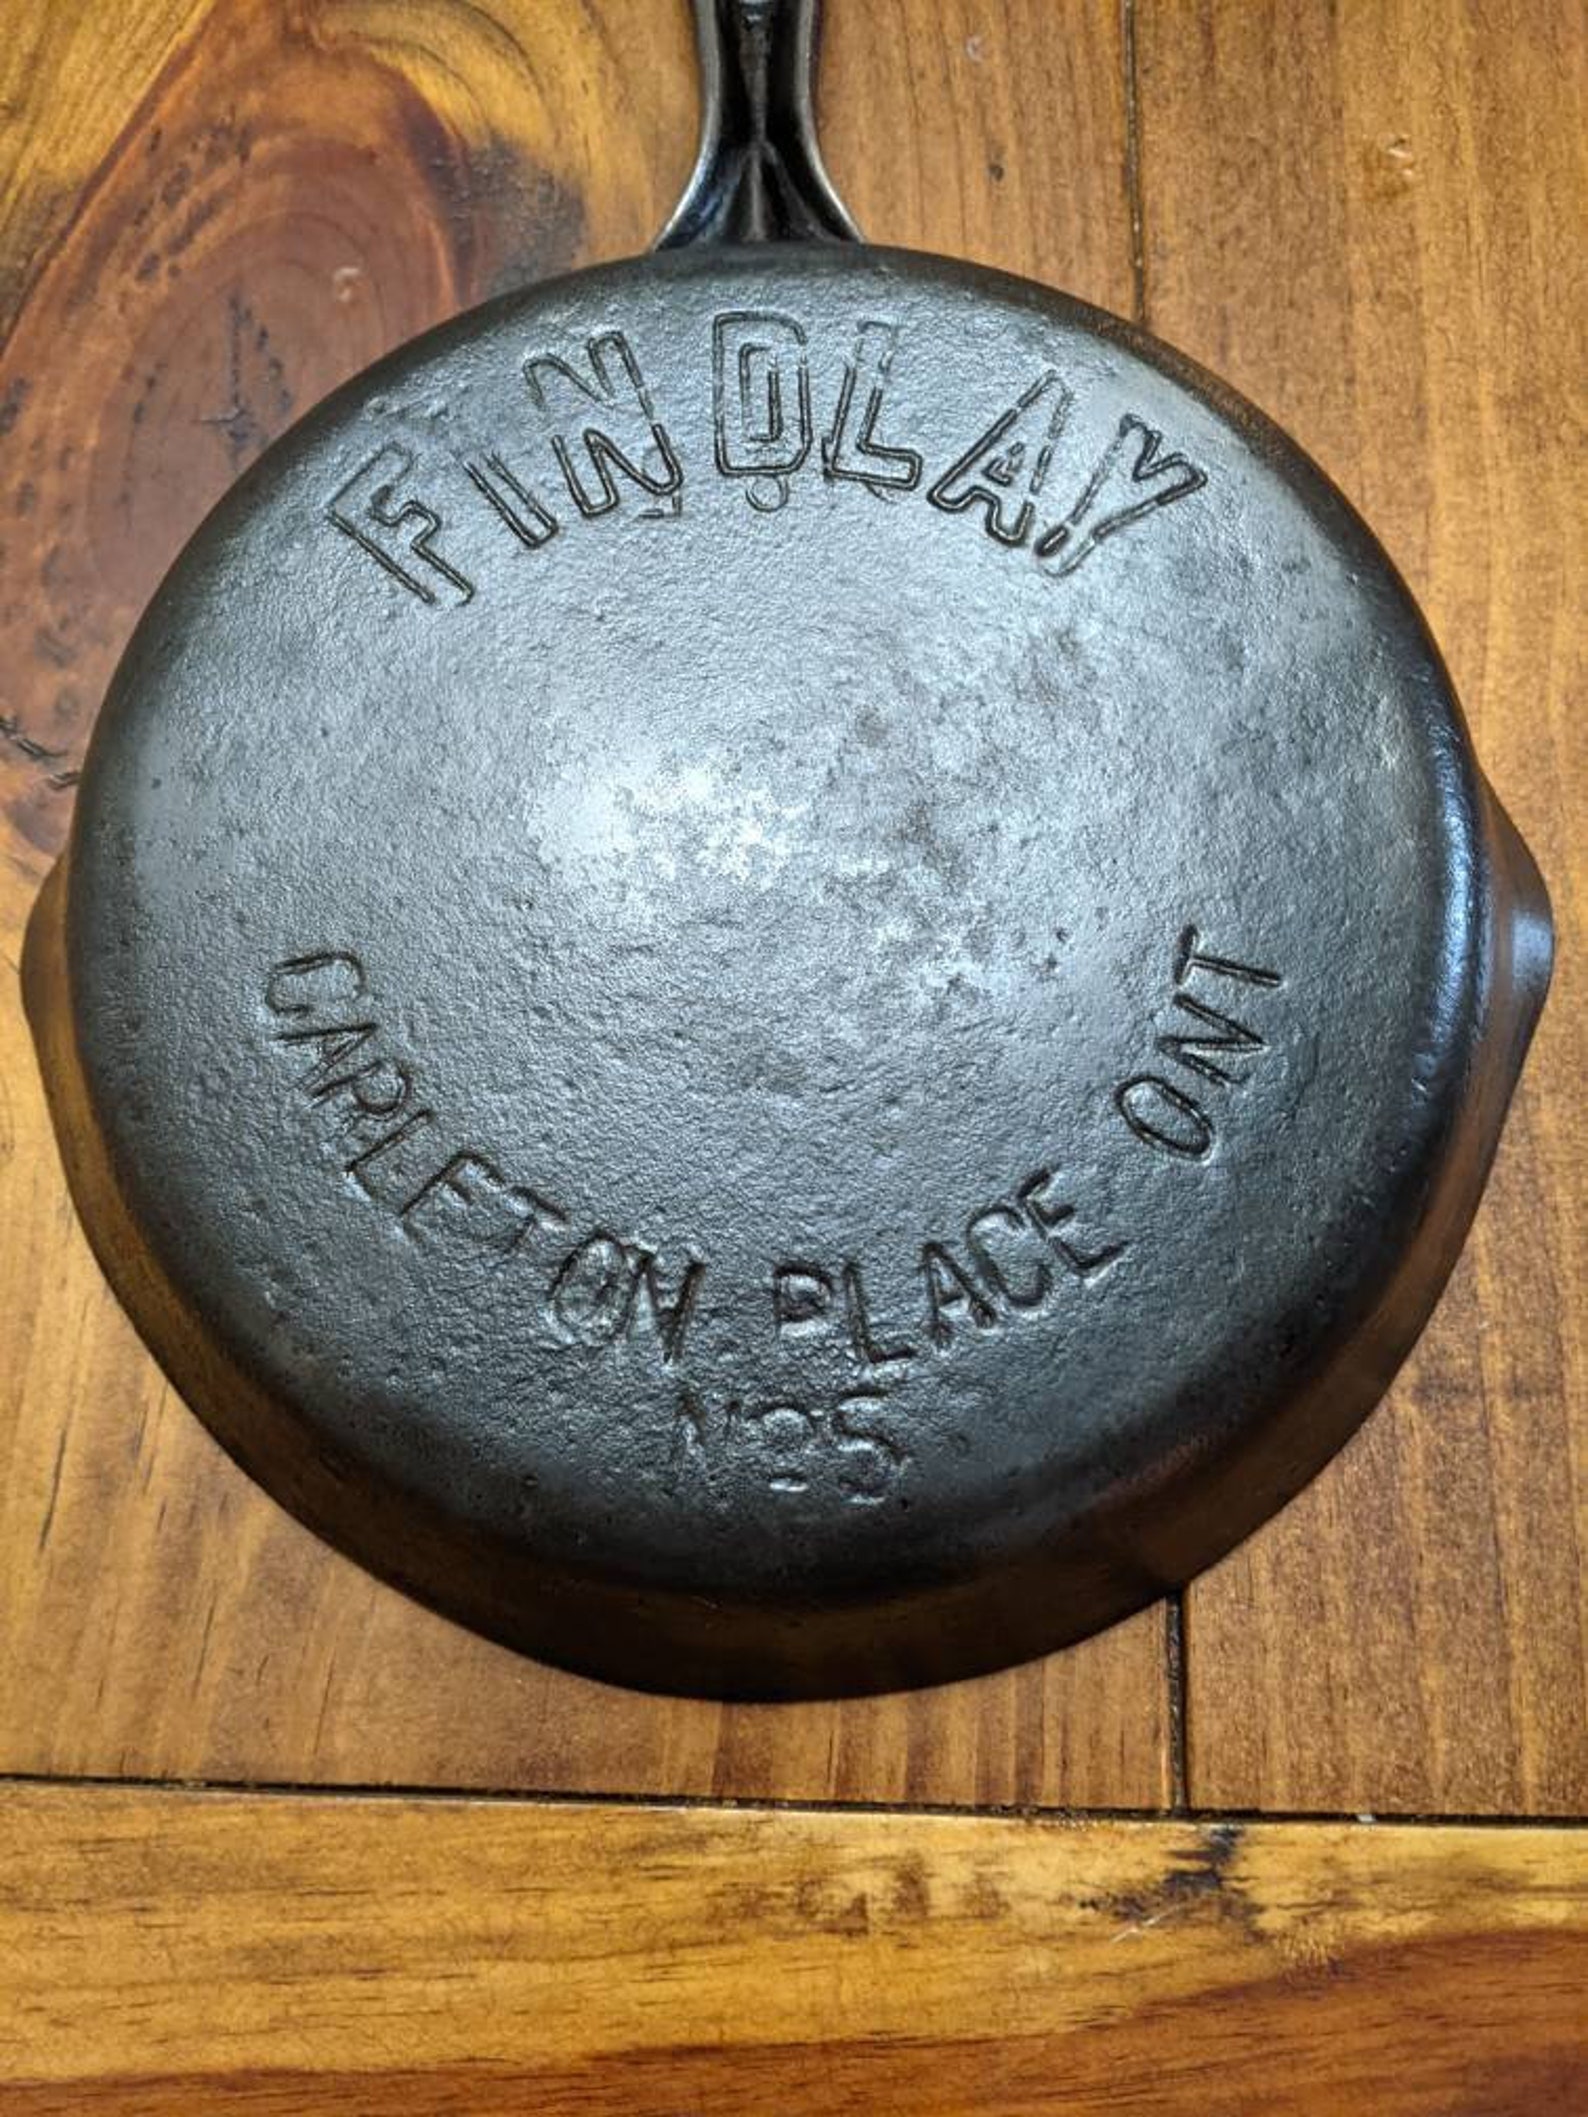 FINDLAY
CARLETON PLACE ONT
Nº5